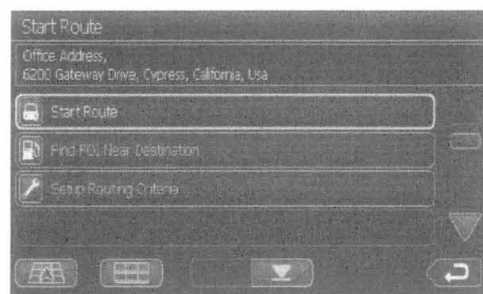 Start Route
Office Address,
6200 Gateway Drive, Cypress, California, Usa
Start Route
Find POI Near Destination
Setup Routing Criteria